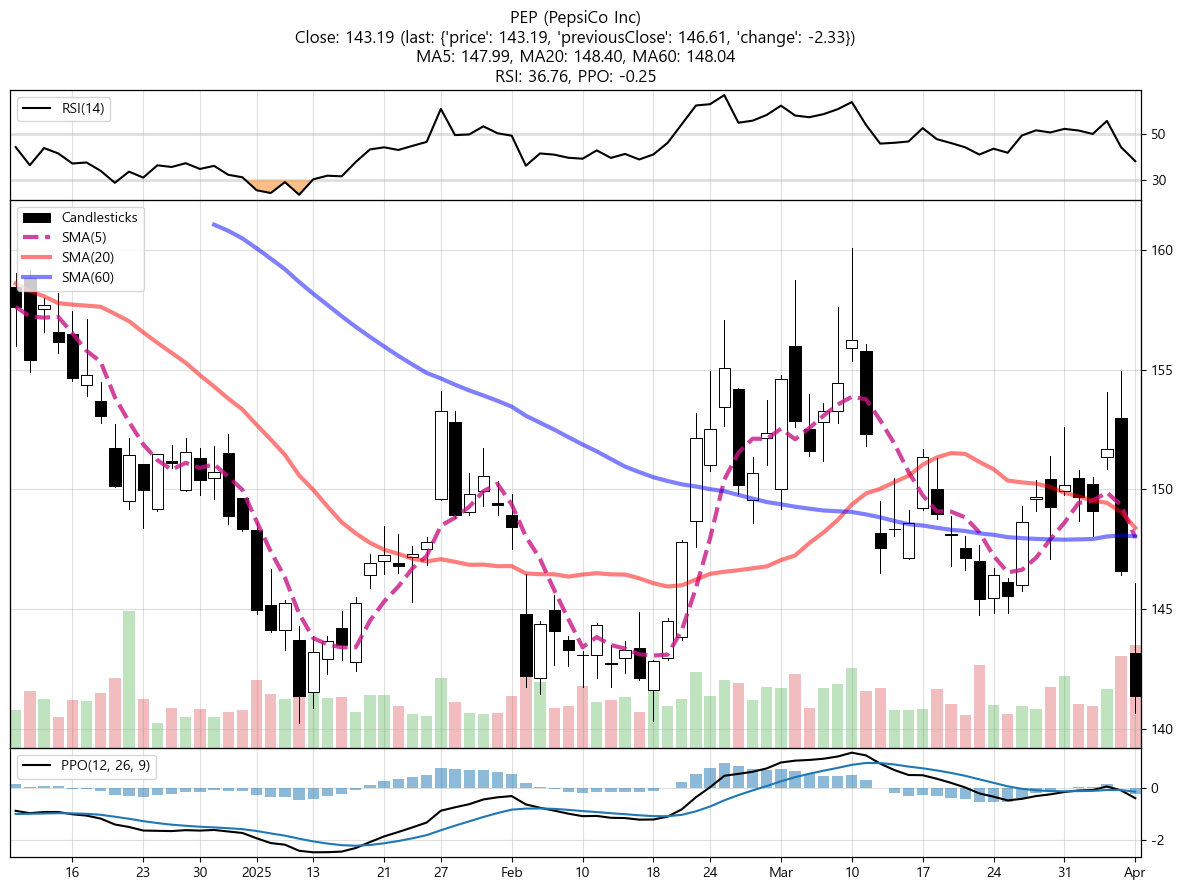 PEP (PepsiCo Inc)
Close: 143.19 (last: {'price': 143.19, 'previousClose': 146.61, 'change': -2.33})
MA5: 147.99, MA20: 148.40, MA60: 148.04
RSI: 36.76, PPO: -0.25
RSI(14)
50
30
Candlesticks
SMA(5)
SMA(20)
SMA(60)
160
155
150
145
140
PPO(12, 26, 9)
0
-2
16 23 30 2025 13 21 27 Feb 10 18 24 Mar 10 17 24 31 Apr